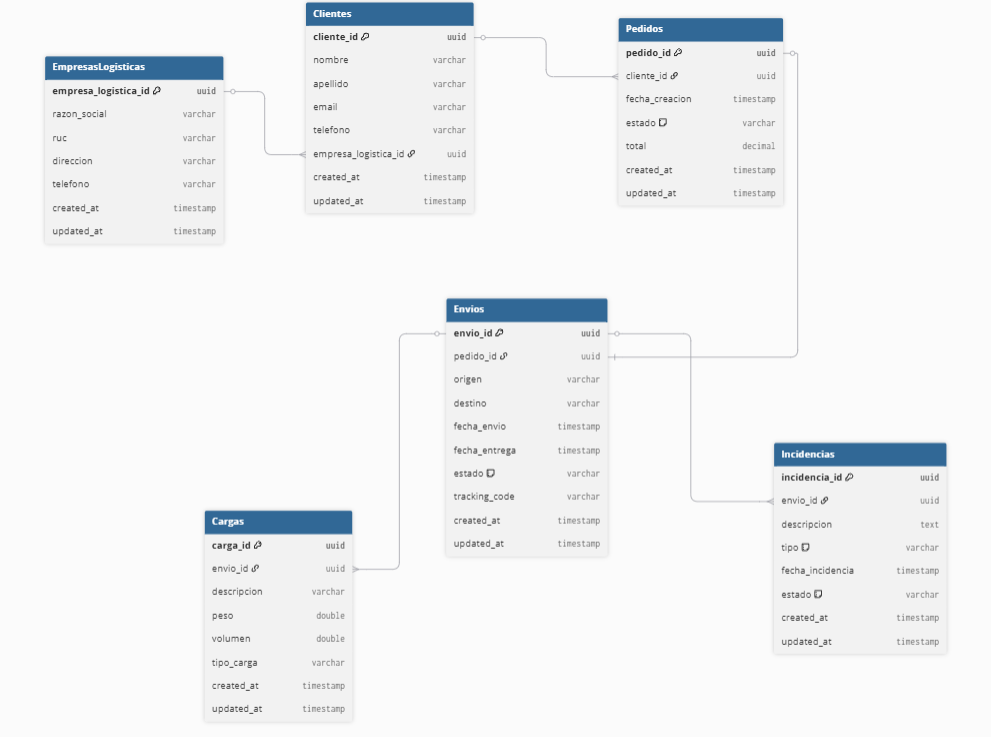 Clientes
cliente_id uuid
nombre varchar
apellido varchar
email varchar
telefono varchar
empresa_logistica_id uuid
created_at timestamp
updated_at timestamp
Pedidos
pedido_id uuid
cliente_id uuid
fecha_creacion timestamp
estado varchar
total decimal
created_at timestamp
updated_at timestamp
EmpresasLogisticas
empresa_logistica_id uuid
razon_social varchar
ruc varchar
direccion varchar
telefono varchar
created_at timestamp
updated_at timestamp
Envios
envio_id uuid
pedido_id uuid
origen varchar
destino varchar
fecha_envio timestamp
fecha_entrega timestamp
estado varchar
tracking_code varchar
created_at timestamp
updated_at timestamp
Incidencias
incidencia_id uuid
envio_id uuid
descripcion text
tipo varchar
fecha_incidencia timestamp
estado varchar
created_at timestamp
updated_at timestamp
Cargas
carga_id uuid
envio_id uuid
descripcion varchar
peso double
volumen double
tipo_carga varchar
created_at timestamp
updated_at timestamp